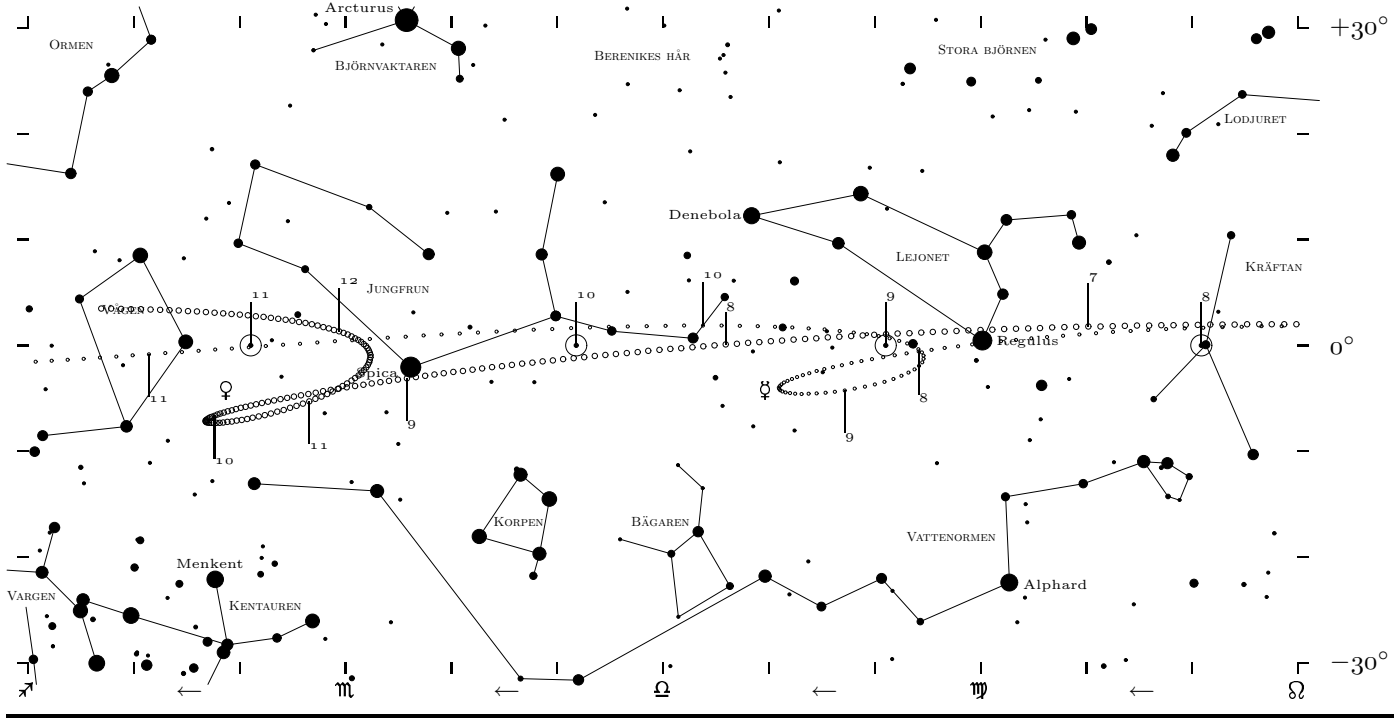 Arcturus
+30°
ORMEN
BJÖRNVAKTAREN
BERENIKES HÅR
STORA BJÖRNEN
LODJURET
Denebola
LEJONET
KRÄFTAN
12
11
10
10
9
7
8
JUNGFRUN
VÅGEN
8
Regulus
0°
Spica
♀
☿
11
9
8
11
10
9
KORPEN
BÄGAREN
VATTENORMEN
Menkent
Alphard
VARGEN
KENTAUREN
−30°
♐ ← ♏ ← ♎ ← ♍ ← ♌